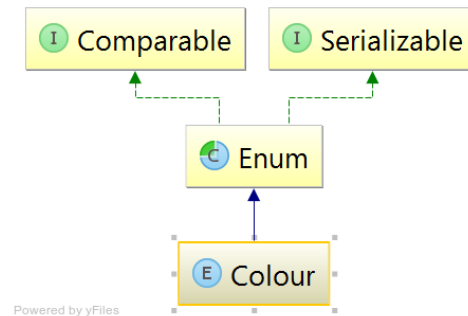 I Comparable
I Serializable
C Enum
E Colour
Powered by yFiles